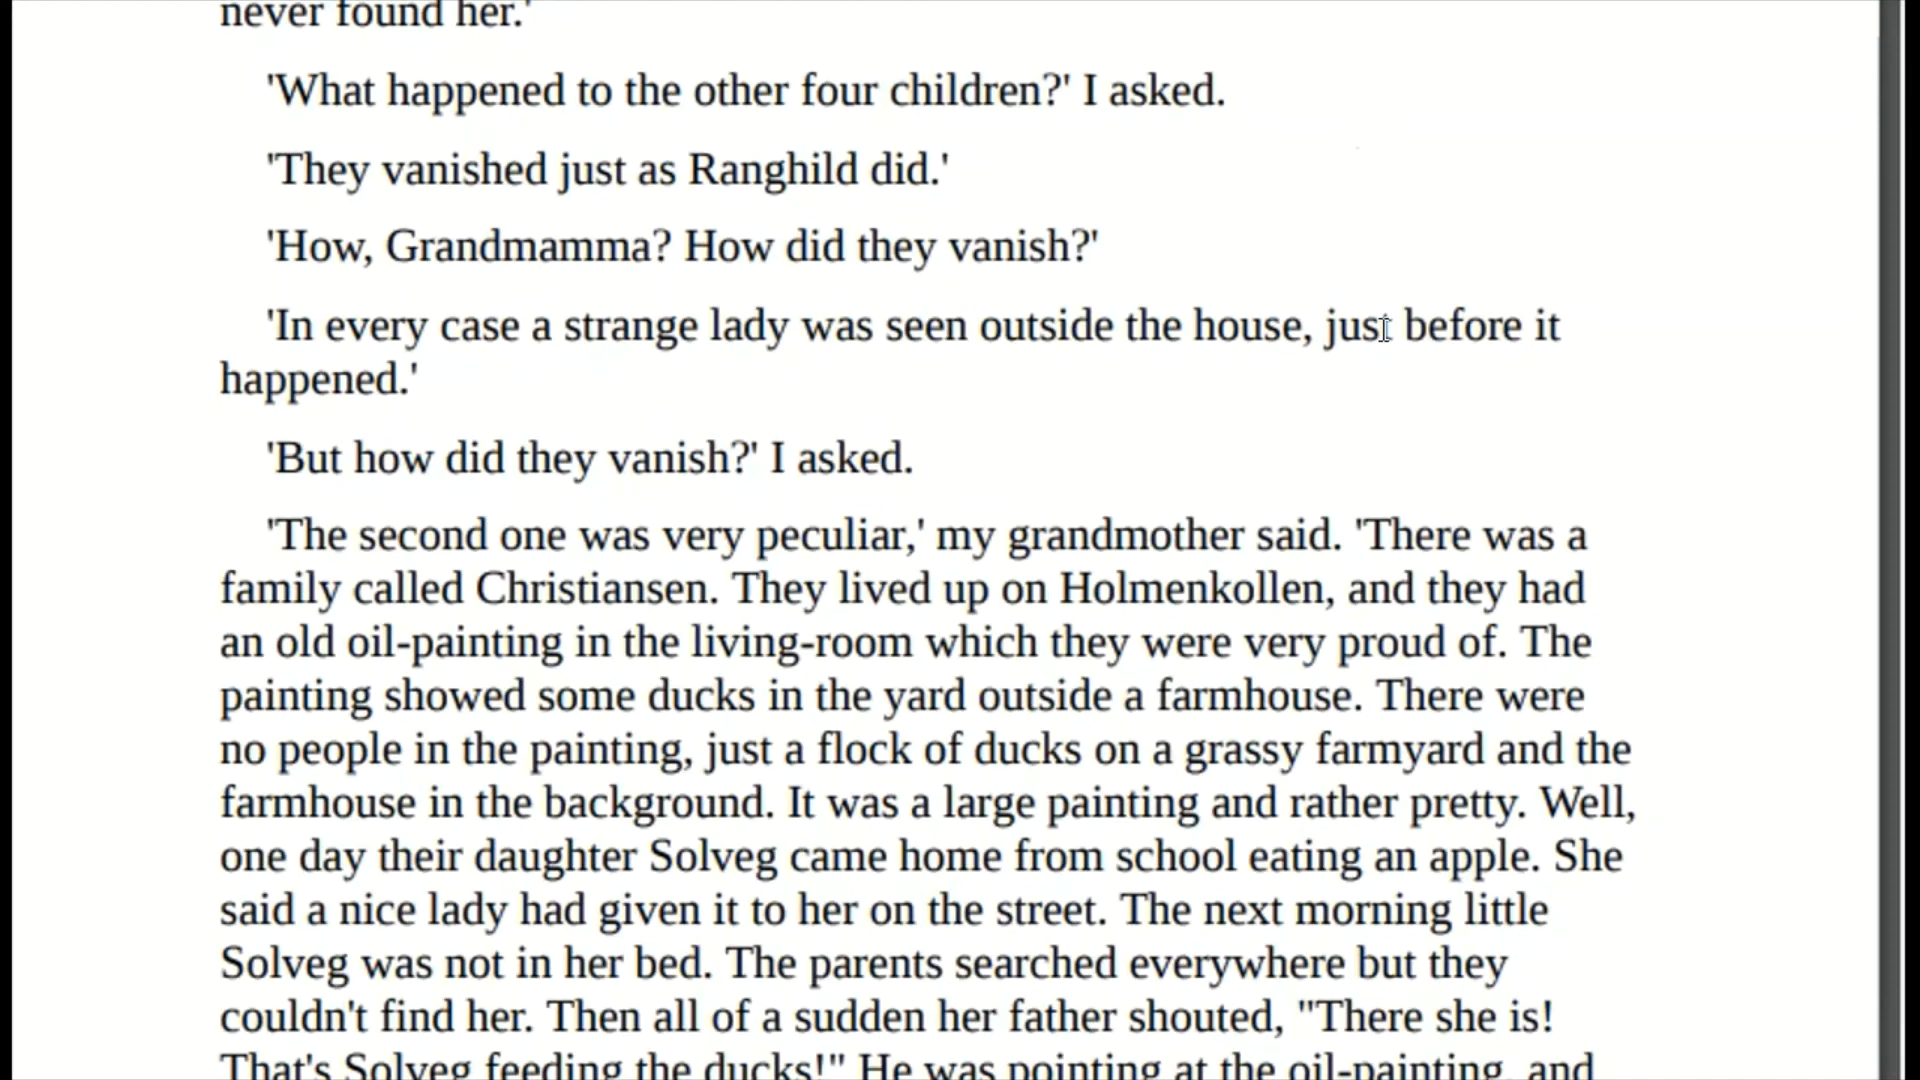 never found her.'
'What happened to the other four children?' I asked.
'They vanished just as Ranghild did.'
'How, Grandmamma? How did they vanish?'
'In every case a strange lady was seen outside the house, just before it
happened.'
'But how did they vanish?' I asked.
'The second one was very peculiar,' my grandmother said. 'There was a
family called Christiansen. They lived up on Holmenkollen, and they had
an old oil-painting in the living-room which they were very proud of. The
painting showed some ducks in the yard outside a farmhouse. There were
no people in the painting, just a flock of ducks on a grassy farmyard and the
farmhouse in the background. It was a large painting and rather pretty. Well,
one day their daughter Solveg came home from school eating an apple. She
said a nice lady had given it to her on the street. The next morning little
Solveg was not in her bed. The parents searched everywhere but they
couldn't find her. Then all of a sudden her father shouted, "There she is!
That's Solveg feeding the ducks!" He was pointing at the oil-painting, and